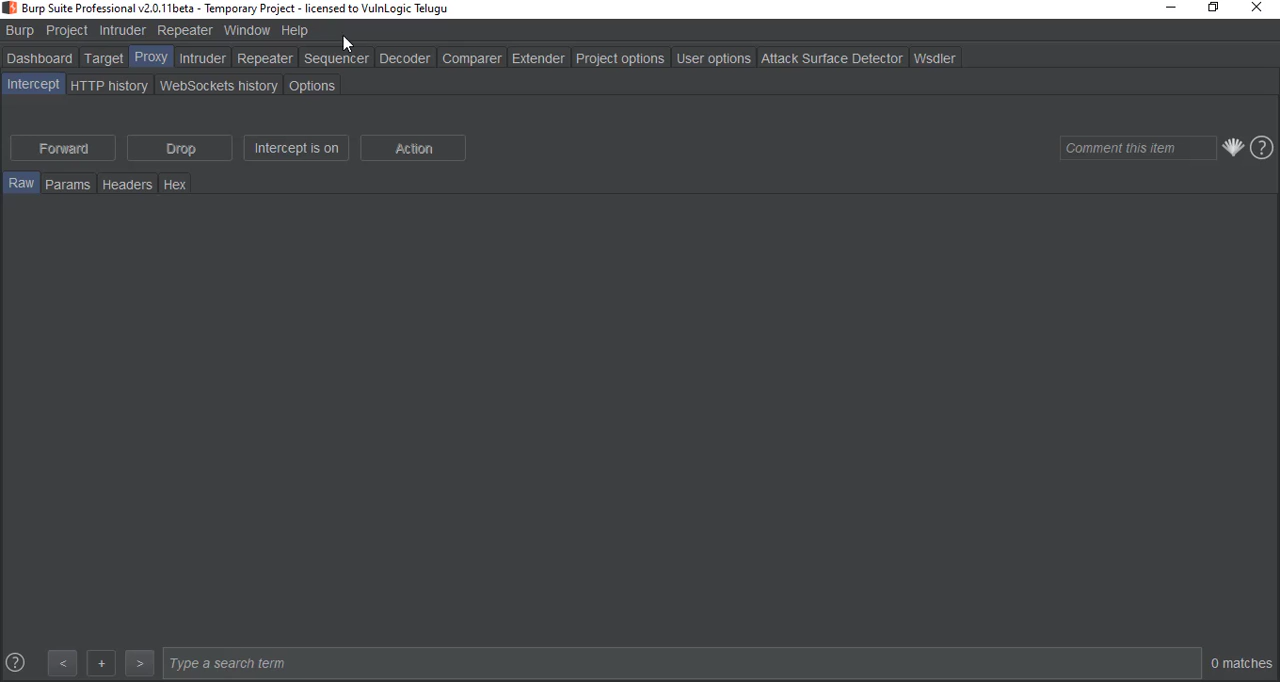 Burp Suite Professional v2.0.11beta - Temporary Project - licensed to VulnLogic Telugu
Burp Project Intruder Repeater Window Help
Dashboard Target Proxy Intruder Repeater Sequencer Decoder Comparer Extender Project options User options Attack Surface Detector Wsdler
Intercept HTTP history WebSockets history Options
Forward Drop Intercept is on Action Comment this item ?
Raw Params Headers Hex
? < + > Type a search term 0 matches